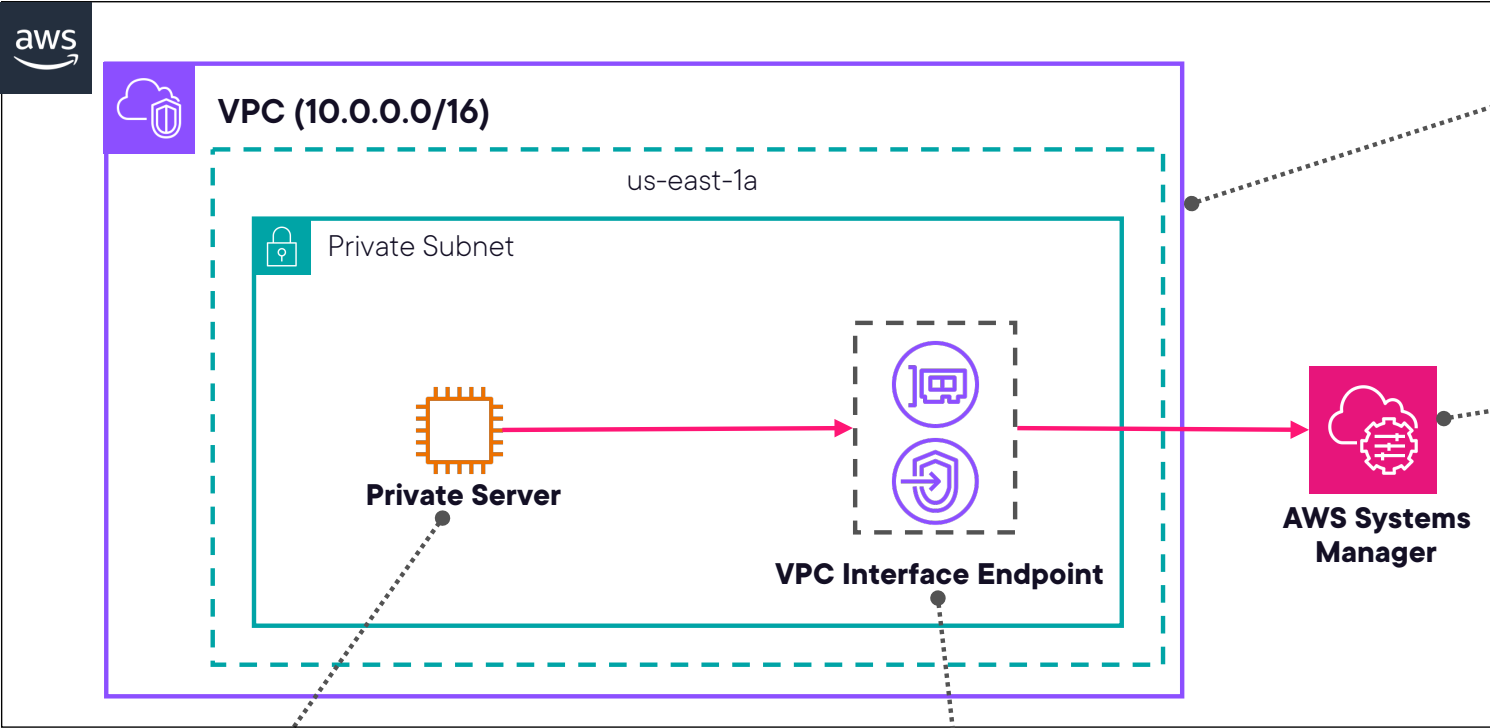 aws
VPC (10.0.0.0/16)
us-east-1a
Private Subnet
Private Server
VPC Interface Endpoint
AWS Systems
Manager